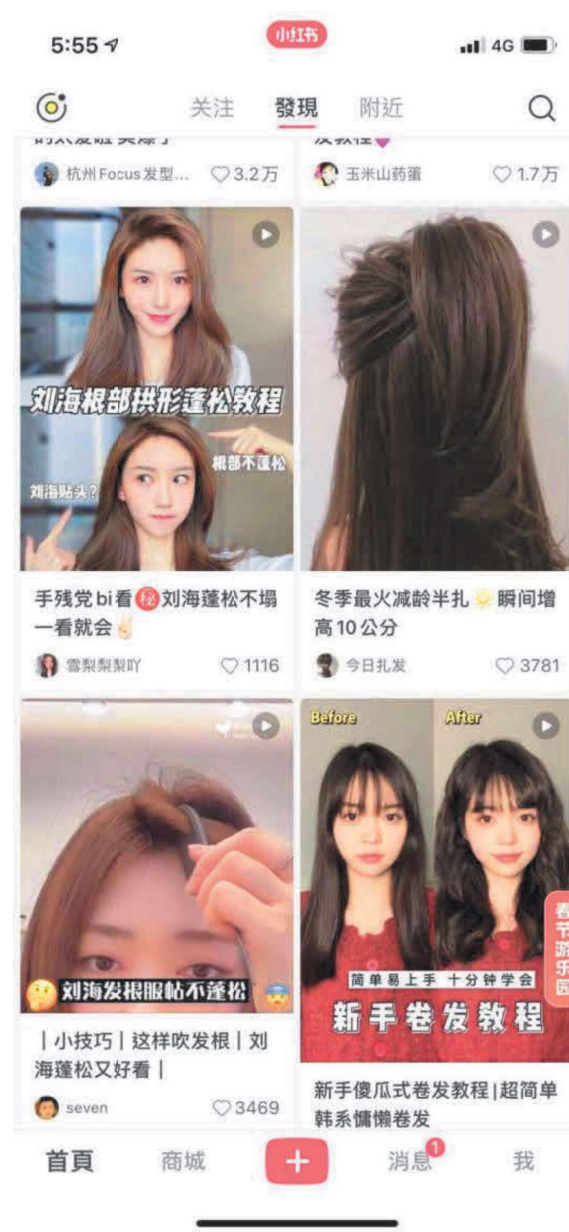 5:55
小红书
4G
关注 發現 附近
杭州Focus发型... 3.2万
玉米山药蛋 1.7万
刘海根部拱形蓬松教程
根部不蓬松
刘海贴头?
手残党bi看㊙️刘海蓬松不塌
一看就会✌🏻
雪梨梨梨吖 1116
冬季最火减龄半扎☀️瞬间增
高10公分
今日扎发 3781
刘海发根服帖不蓬松
|小技巧|这样吹发根|刘
海蓬松又好看|
seven 3469
Before After
简单易上手 十分钟学会
新手卷发教程
春节游乐园
新手傻瓜式卷发教程|超简单
韩系慵懒卷发
首頁 商城 消息 1 我